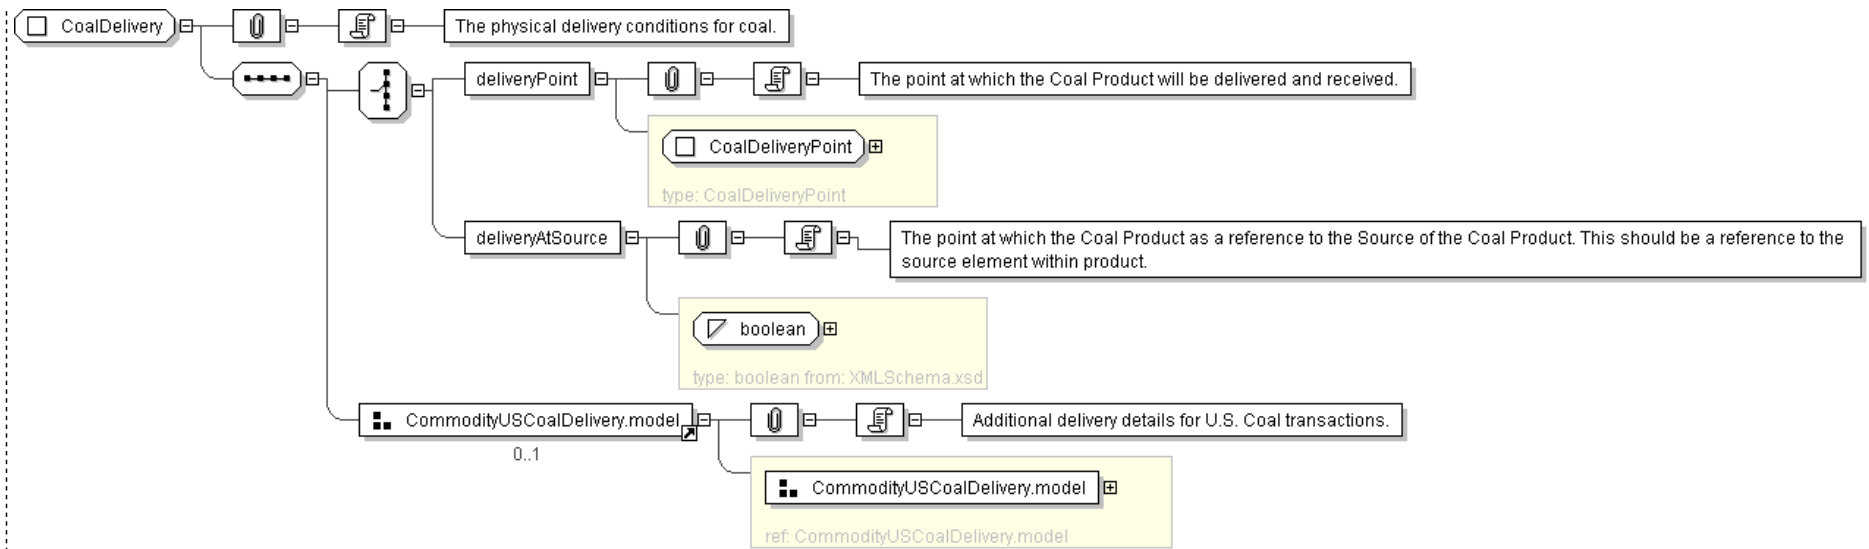 CoalDelivery
The physical delivery conditions for coal.
deliveryPoint
The point at which the Coal Product will be delivered and received.
CoalDeliveryPoint
type: CoalDeliveryPoint
deliveryAtSource
The point at which the Coal Product as a reference to the Source of the Coal Product. This should be a reference to the
source element within product.
boolean
type: boolean from: XMLSchema.xsd
CommodityUSCoalDelivery.model
Additional delivery details for U.S. Coal transactions.
0..1
CommodityUSCoalDelivery.model
ref: CommodityUSCoalDelivery.model